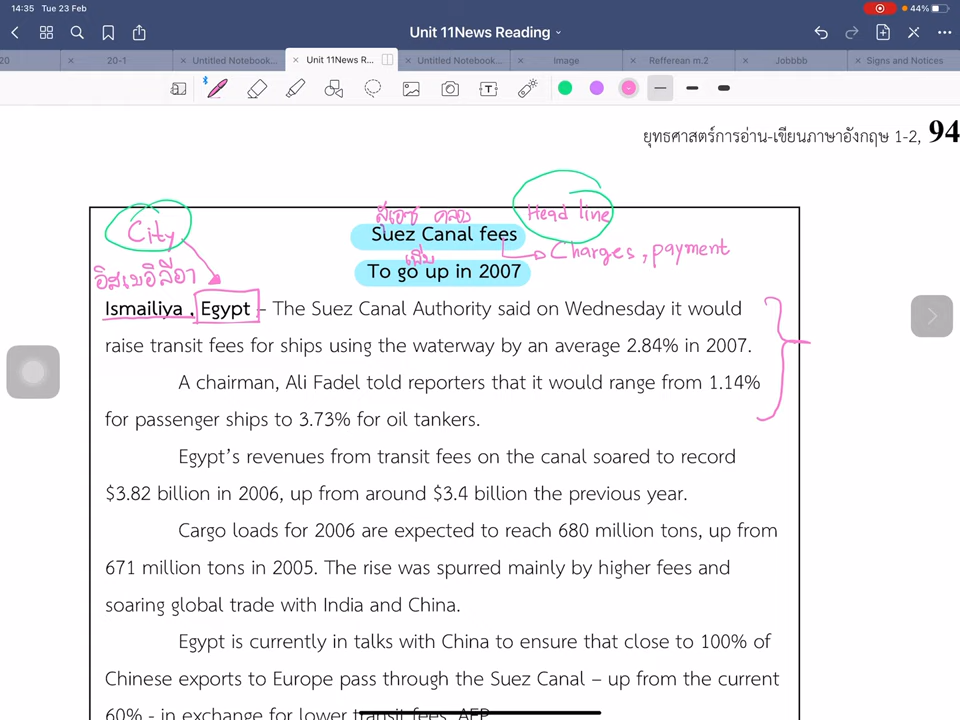 14:35 Tue 23 Feb 44%
Unit 11News Reading
20 20-1 Untitled Notebook... Unit 11News R... Untitled Notebook... Image Refferean m.2 Jobbbb Signs and Notices
ยุทธศาสตร์การอ่าน-เขียนภาษาอังกฤษ 1-2, 94
City สุเอซ คลอง Head line
Suez Canal fees
Charges, payment
เพิ่ม
To go up in 2007
อิสเมอิลียา
Ismailiya , Egypt – The Suez Canal Authority said on Wednesday it would
raise transit fees for ships using the waterway by an average 2.84% in 2007.
A chairman, Ali Fadel told reporters that it would range from 1.14%
for passenger ships to 3.73% for oil tankers.
Egypt's revenues from transit fees on the canal soared to record
$3.82 billion in 2006, up from around $3.4 billion the previous year.
Cargo loads for 2006 are expected to reach 680 million tons, up from
671 million tons in 2005. The rise was spurred mainly by higher fees and
soaring global trade with India and China.
Egypt is currently in talks with China to ensure that close to 100% of
Chinese exports to Europe pass through the Suez Canal – up from the current
60% - in exchange for lower transit fees. AFP